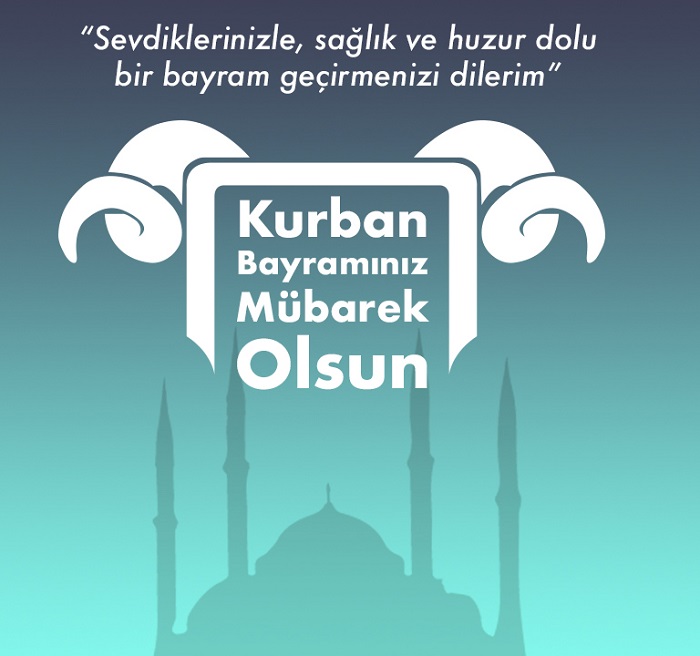 “Sevdiklerinizle, sağlık ve huzur dolu
bir bayram geçirmenizi dilerim”
Kurban
Bayramınız
Mübarek
Olsun